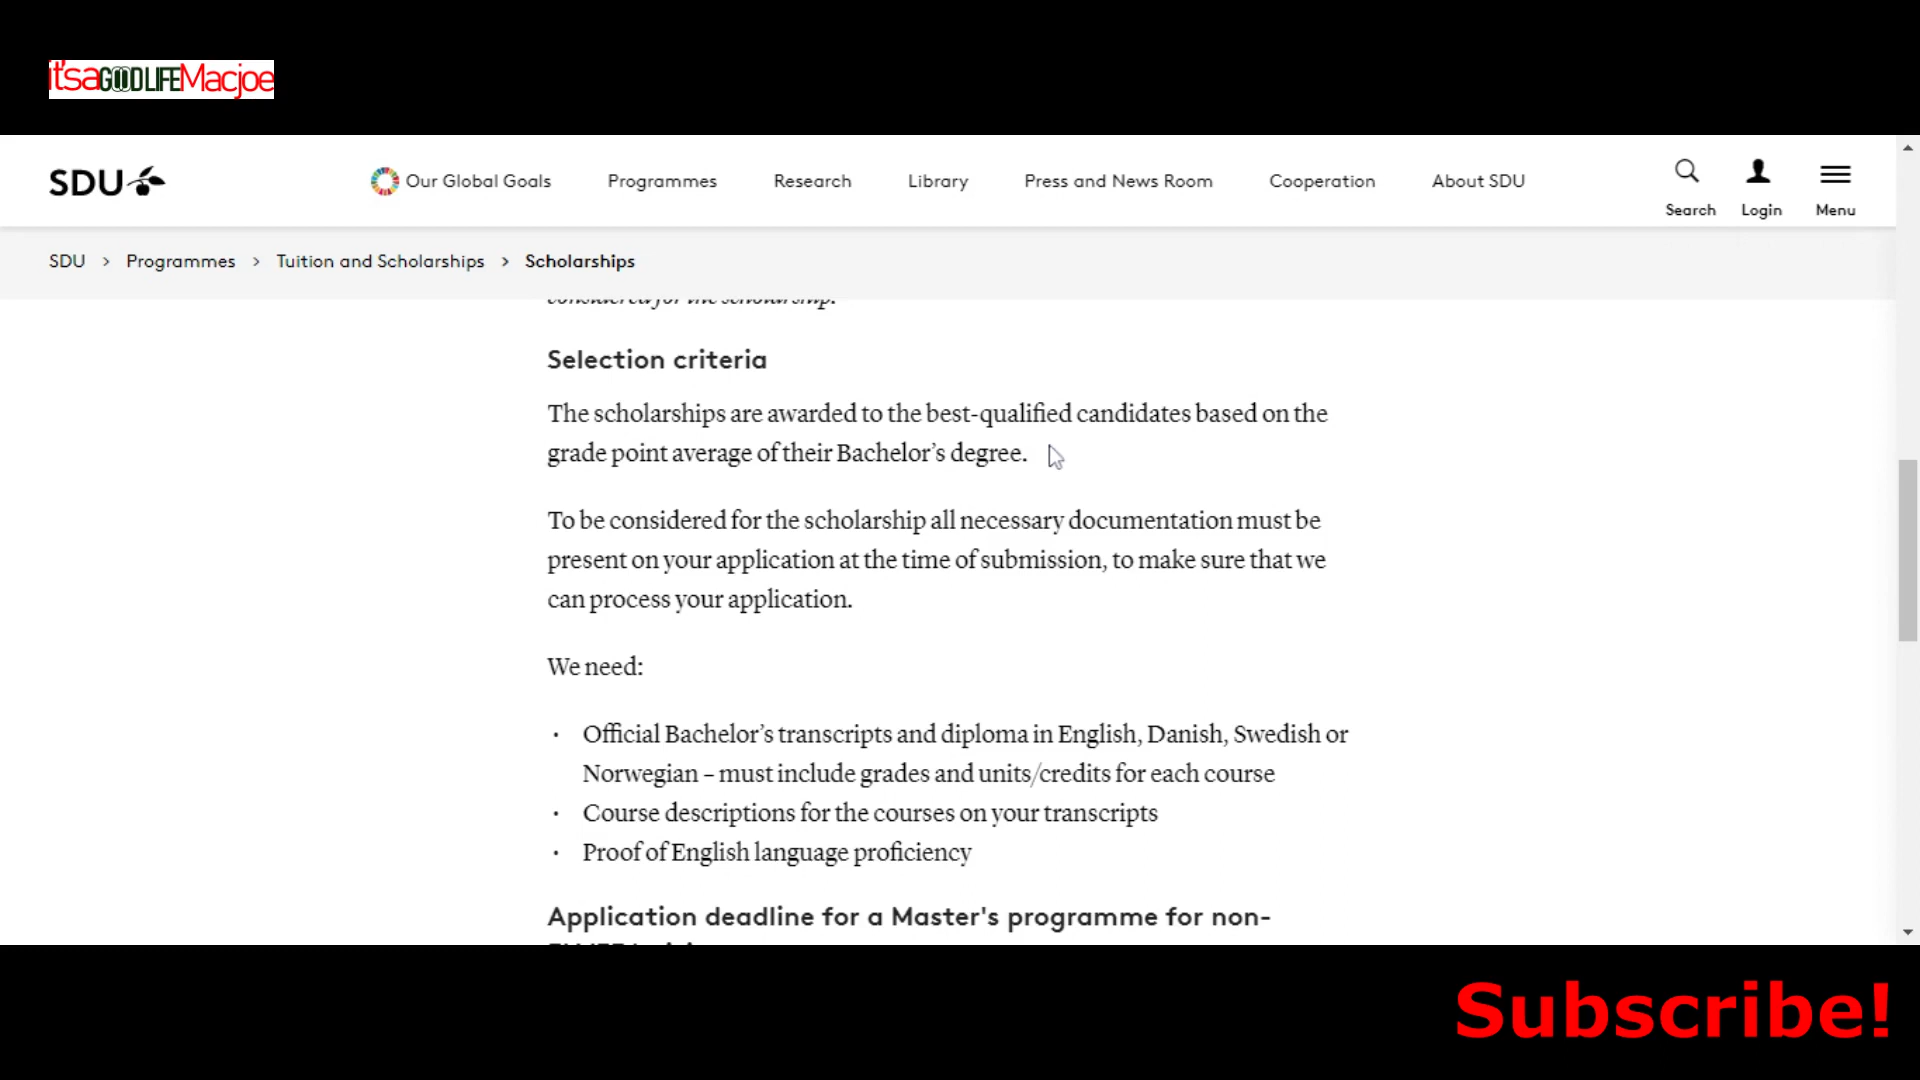 it'saGOODLIFEMacjoe
SDU
Our Global Goals
Programmes
Research
Library
Press and News Room
Cooperation
About SDU
Search
Login
Menu
SDU > Programmes > Tuition and Scholarships > Scholarships
considered for the scholarship.
Selection criteria
The scholarships are awarded to the best-qualified candidates based on the
grade point average of their Bachelor’s degree.
To be considered for the scholarship all necessary documentation must be
present on your application at the time of submission, to make sure that we
can process your application.
We need:
· Official Bachelor’s transcripts and diploma in English, Danish, Swedish or
Norwegian – must include grades and units/credits for each course
· Course descriptions for the courses on your transcripts
· Proof of English language proficiency
Application deadline for a Master's programme for non-
Subscribe!